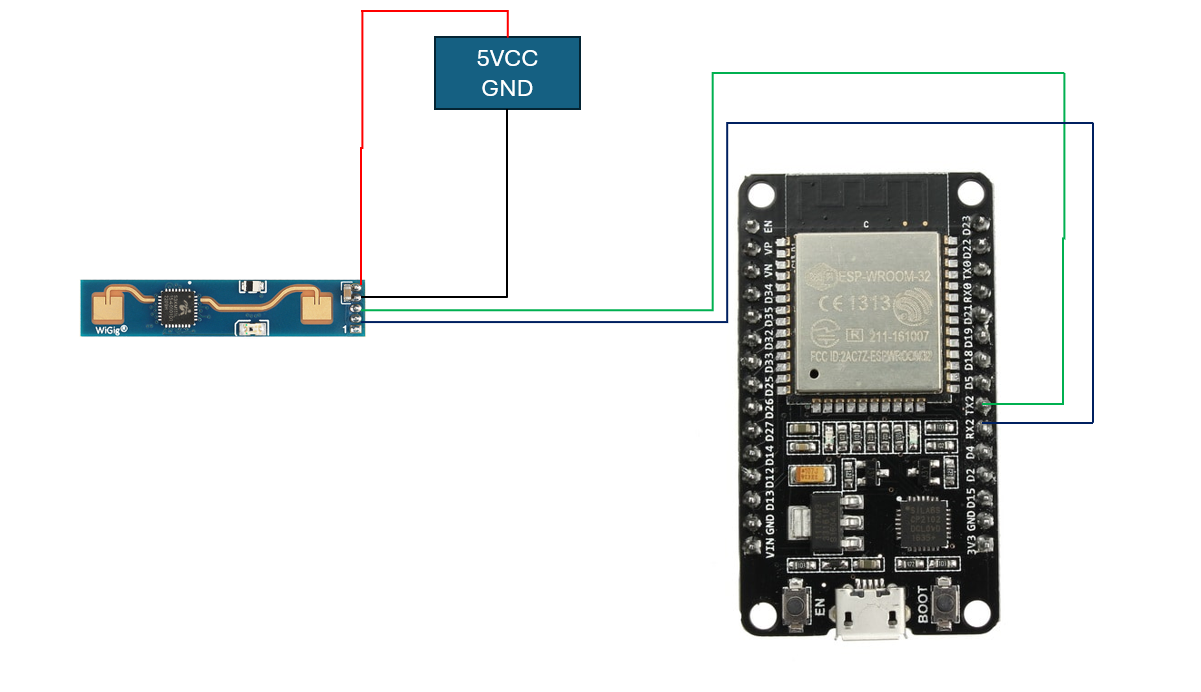 5VCC
GND
WiGig®
1
C
EN
VP
VN
D34
D35
D32
D33
D25
D26
D27
D14
D12
D13
GND
VIN
D23
D22
TX0
RX0
D21
D19
D18
D5
TX2
RX2
D4
D2
D15
GND
3V3
ESP-WROOM-32
CE1313
R 211-161007
FCC ID:2AC7Z-ESPWROOM32
EN
BOOT